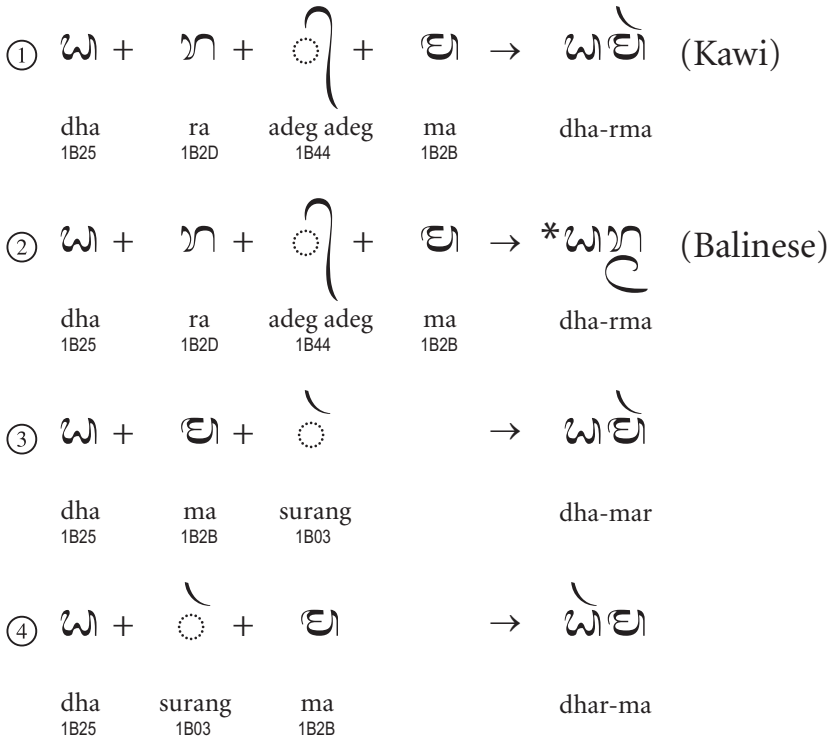 ① ᬥ + ᬭ + ◌᭄ + ᬫ → ᬥᬫᬃ (Kawi)
dha ra adeg adeg ma dha-rma
1B25 1B2D 1B44 1B2B
② ᬥ + ᬭ + ◌᭄ + ᬫ → *ᬥᬭ᭄ᬫ (Balinese)
dha ra adeg adeg ma dha-rma
1B25 1B2D 1B44 1B2B
③ ᬥ + ᬫ + ◌ᬃ → ᬥᬫᬃ
dha ma surang dha-mar
1B25 1B2B 1B03
④ ᬥ + ◌ᬃ + ᬫ → ᬥᬃᬫ
dha surang ma dhar-ma
1B25 1B03 1B2B